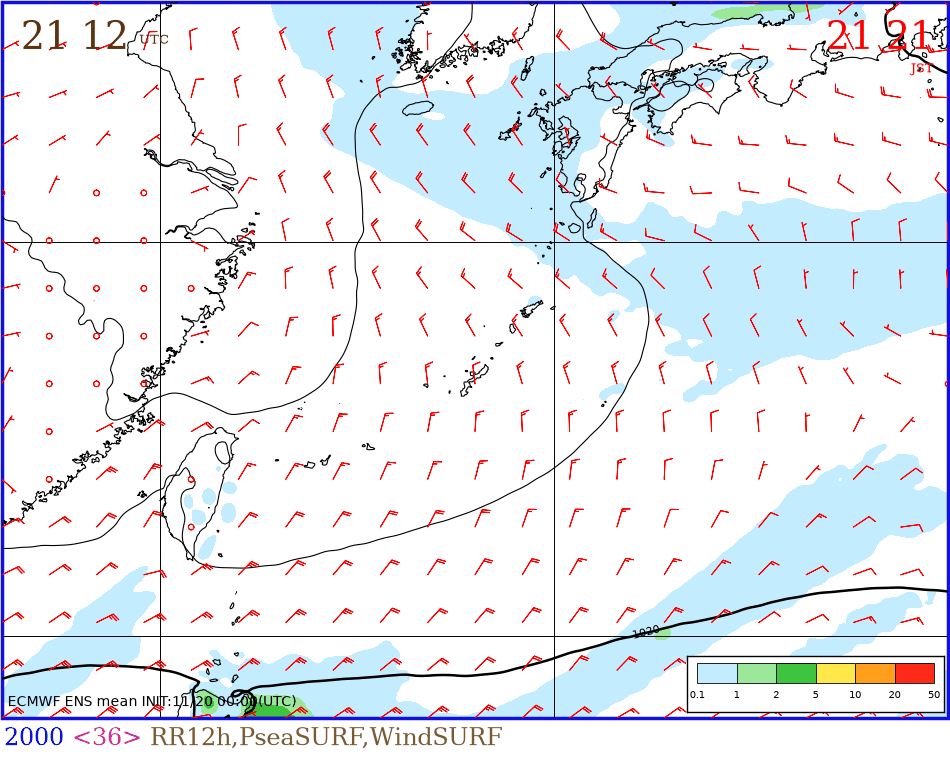 21 12 UTC
21 21 JST
1020
0.1 1 2 5 10 20 50
ECMWF ENS mean INIT:11/20 00:00(UTC)
2000 <36> RR12h,PseaSURF,WindSURF